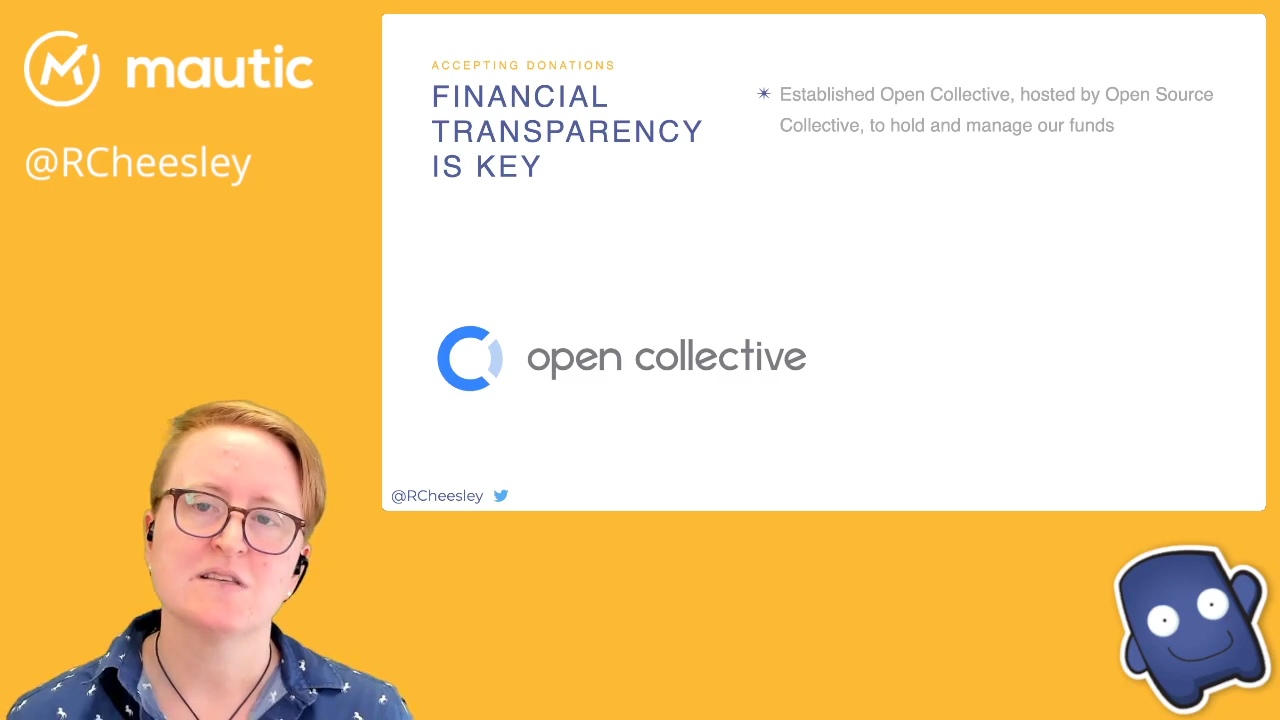 mautic
@RCheesley
ACCEPTING DONATIONS
FINANCIAL
TRANSPARENCY
IS KEY
Established Open Collective, hosted by Open Source
Collective, to hold and manage our funds
open collective
@RCheesley